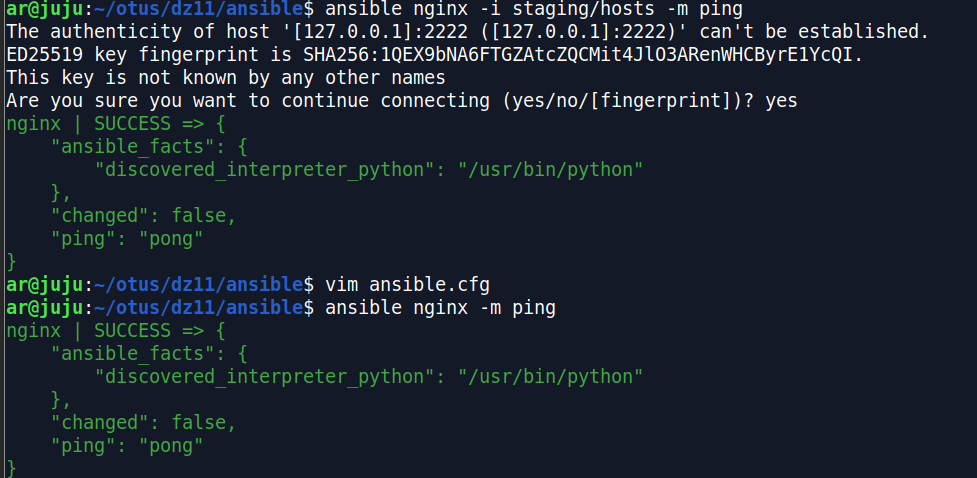 ar@juju:~/otus/dz11/ansible$ ansible nginx -i staging/hosts -m ping
The authenticity of host '[127.0.0.1]:2222 ([127.0.0.1]:2222)' can't be established.
ED25519 key fingerprint is SHA256:1QEX9bNA6FTGZAtcZQCMit4JlO3ARenWHCByrE1YcQI.
This key is not known by any other names
Are you sure you want to continue connecting (yes/no/[fingerprint])? yes
nginx | SUCCESS => {
    "ansible_facts": {
        "discovered_interpreter_python": "/usr/bin/python"
    },
    "changed": false,
    "ping": "pong"
}
ar@juju:~/otus/dz11/ansible$ vim ansible.cfg
ar@juju:~/otus/dz11/ansible$ ansible nginx -m ping
nginx | SUCCESS => {
    "ansible_facts": {
        "discovered_interpreter_python": "/usr/bin/python"
    },
    "changed": false,
    "ping": "pong"
}